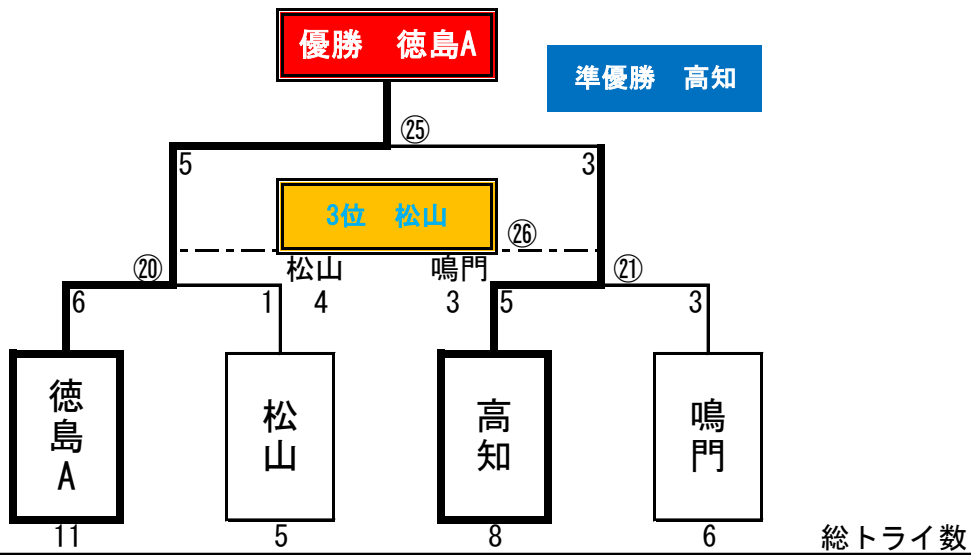 優勝　徳島A
準優勝　高知
㉕
5 3
3位　松山
㉖
松山 鳴門
⑳ ㉑
6 1 4 3 5 3
徳島A
松山
高知
鳴門
11 5 8 6 総トライ数